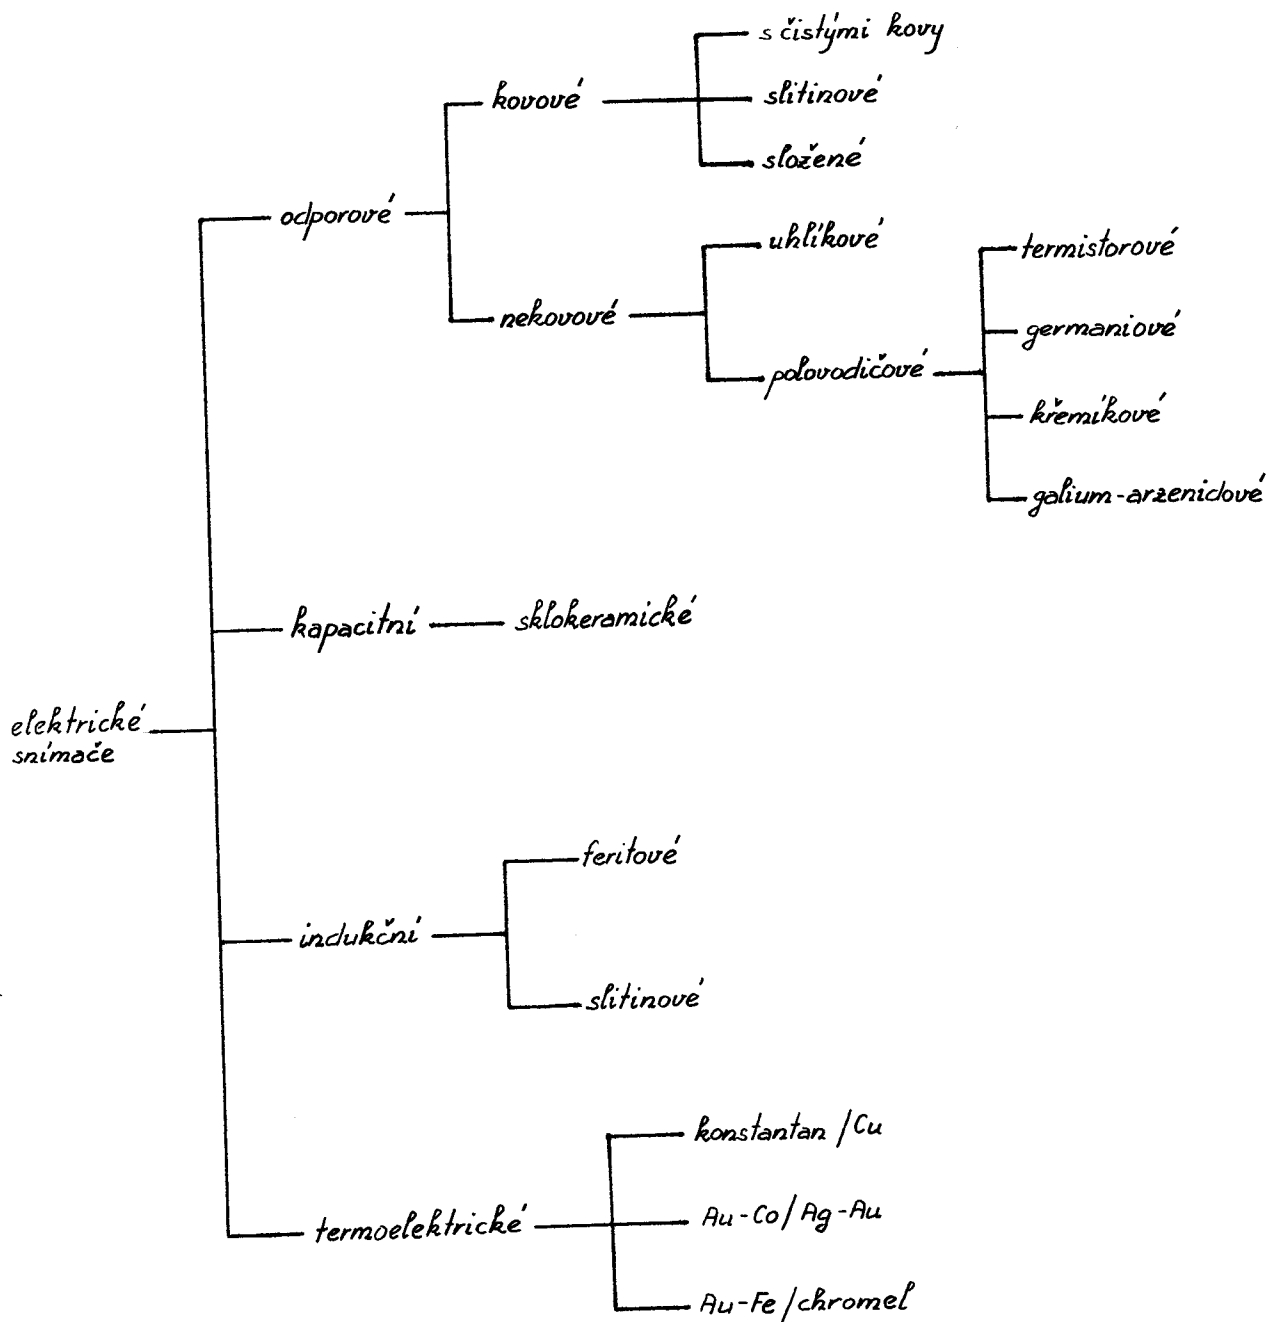 s čistými kovy
kovové
slitinové
složené
odporové
uhlíkové
termistorové
nekovové
germaniové
polovodičové
křemíkové
galium-arzenidové
kapacitní
sklokeramické
elektrické
snímače
feritové
indukční
slitinové
konstantan/Cu
termoelektrické
Au-Co/Ag-Au
Au-Fe/chromel